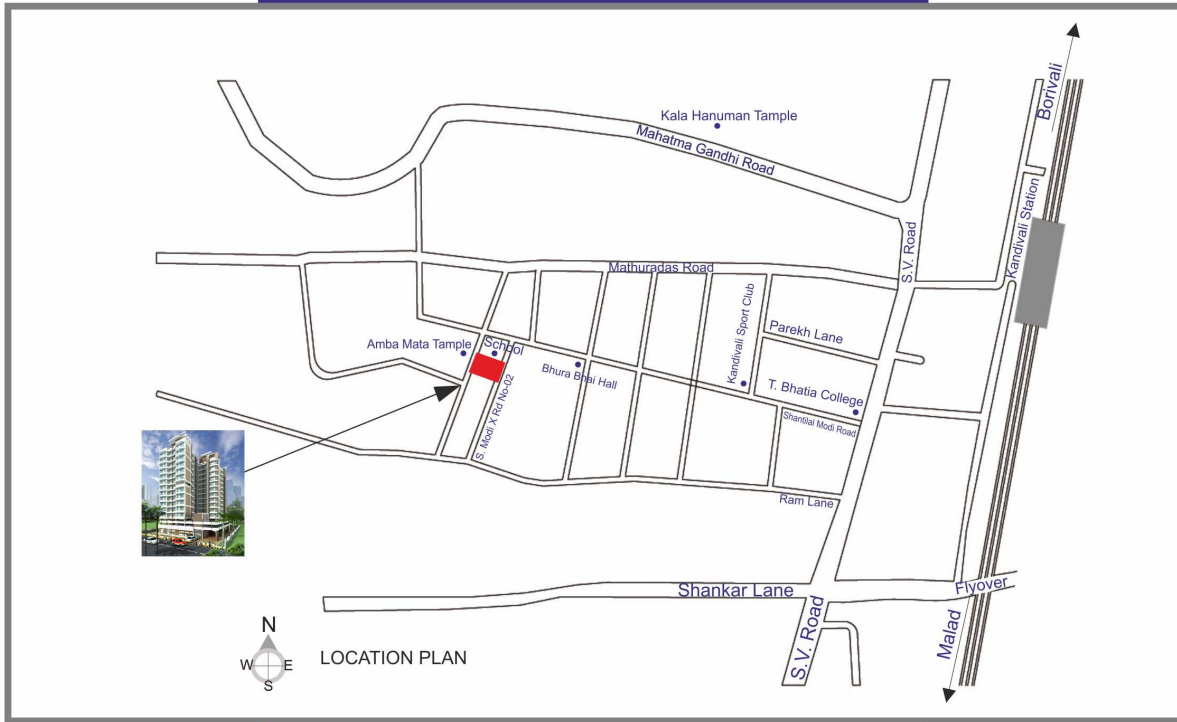 Borivali
Kala Hanuman Tample
Mahatma Gandhi Road
Kandivali Station
S.V. Road
Mathuradas Road
Kandivali Sport Club
Parekh Lane
Amba Mata Tample
School
Bhura Bhai Hall
T. Bhatia College
S. Modi X Rd No-02
Shantilal Modi Road
Ram Lane
Shankar Lane
Flyover
S.V. Road
Malad
N
W
E
S
LOCATION PLAN